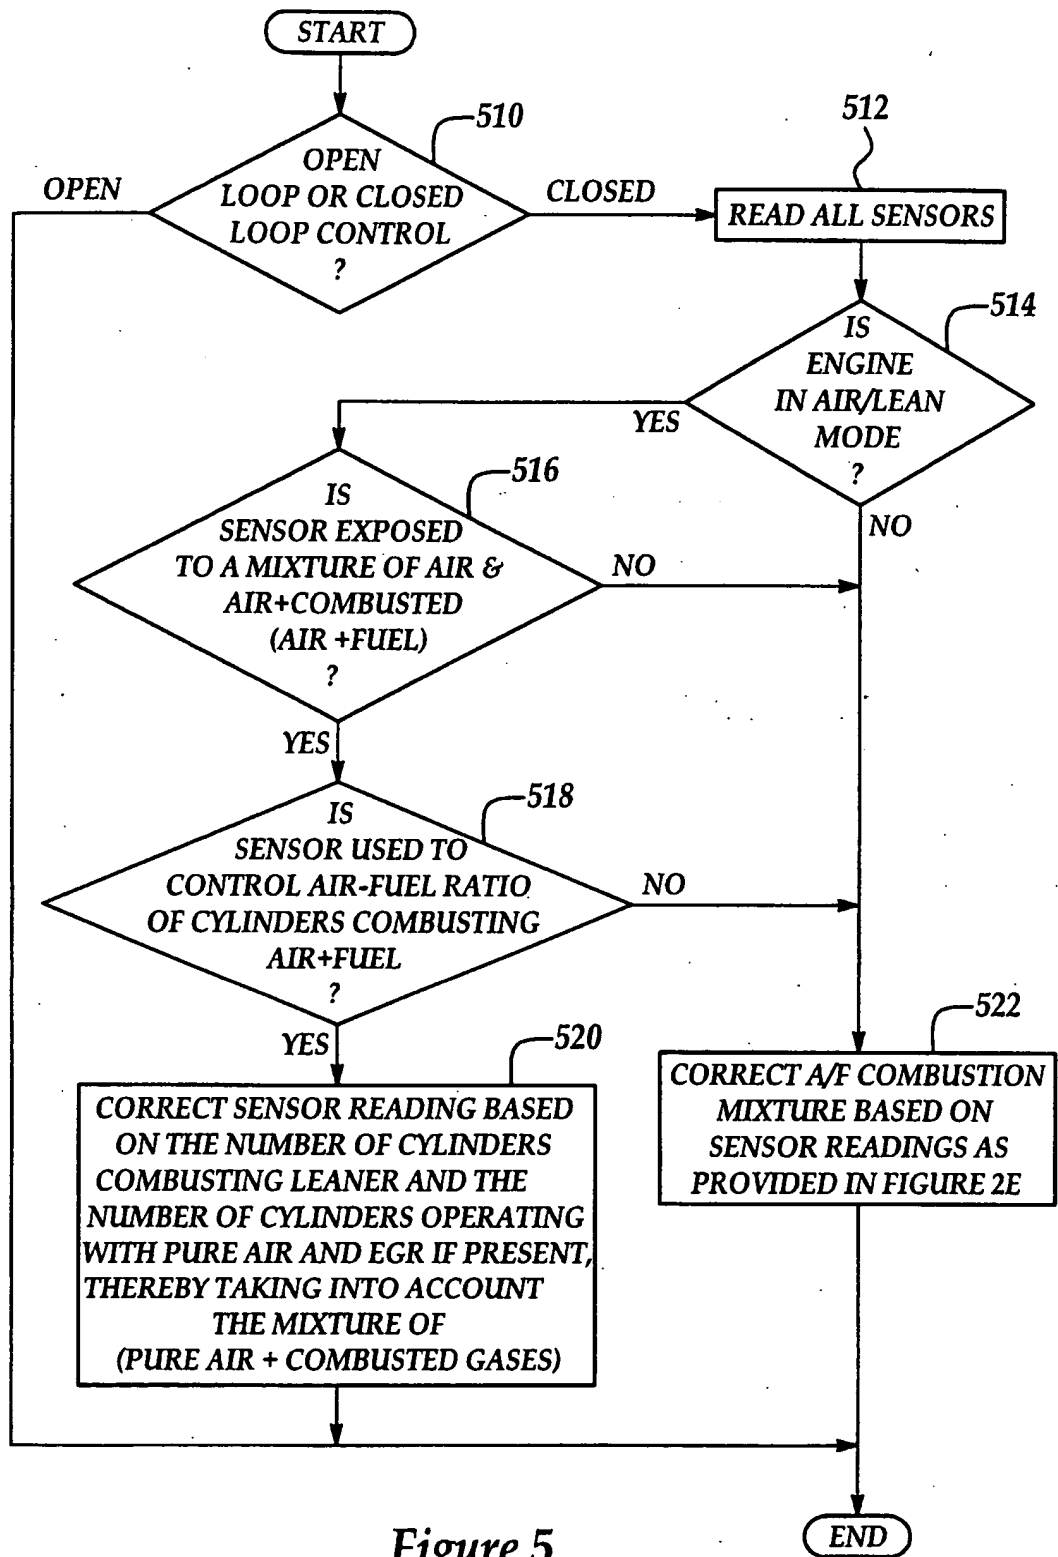 START
510
OPEN
LOOP OR CLOSED
LOOP CONTROL
?
OPEN
CLOSED
512
READ ALL SENSORS
514
IS
ENGINE
IN AIR/LEAN
MODE
?
YES
NO
516
IS
SENSOR EXPOSED
TO A MIXTURE OF AIR &
AIR+COMBUSTED
(AIR +FUEL)
?
NO
YES
518
IS
SENSOR USED TO
CONTROL AIR-FUEL RATIO
OF CYLINDERS COMBUSTING
AIR+FUEL
?
NO
YES
520
CORRECT SENSOR READING BASED
ON THE NUMBER OF CYLINDERS
COMBUSTING LEANER AND THE
NUMBER OF CYLINDERS OPERATING
WITH PURE AIR AND EGR IF PRESENT,
THEREBY TAKING INTO ACCOUNT
THE MIXTURE OF
(PURE AIR + COMBUSTED GASES)
522
CORRECT A/F COMBUSTION
MIXTURE BASED ON
SENSOR READINGS AS
PROVIDED IN FIGURE 2E
END
Figure 5